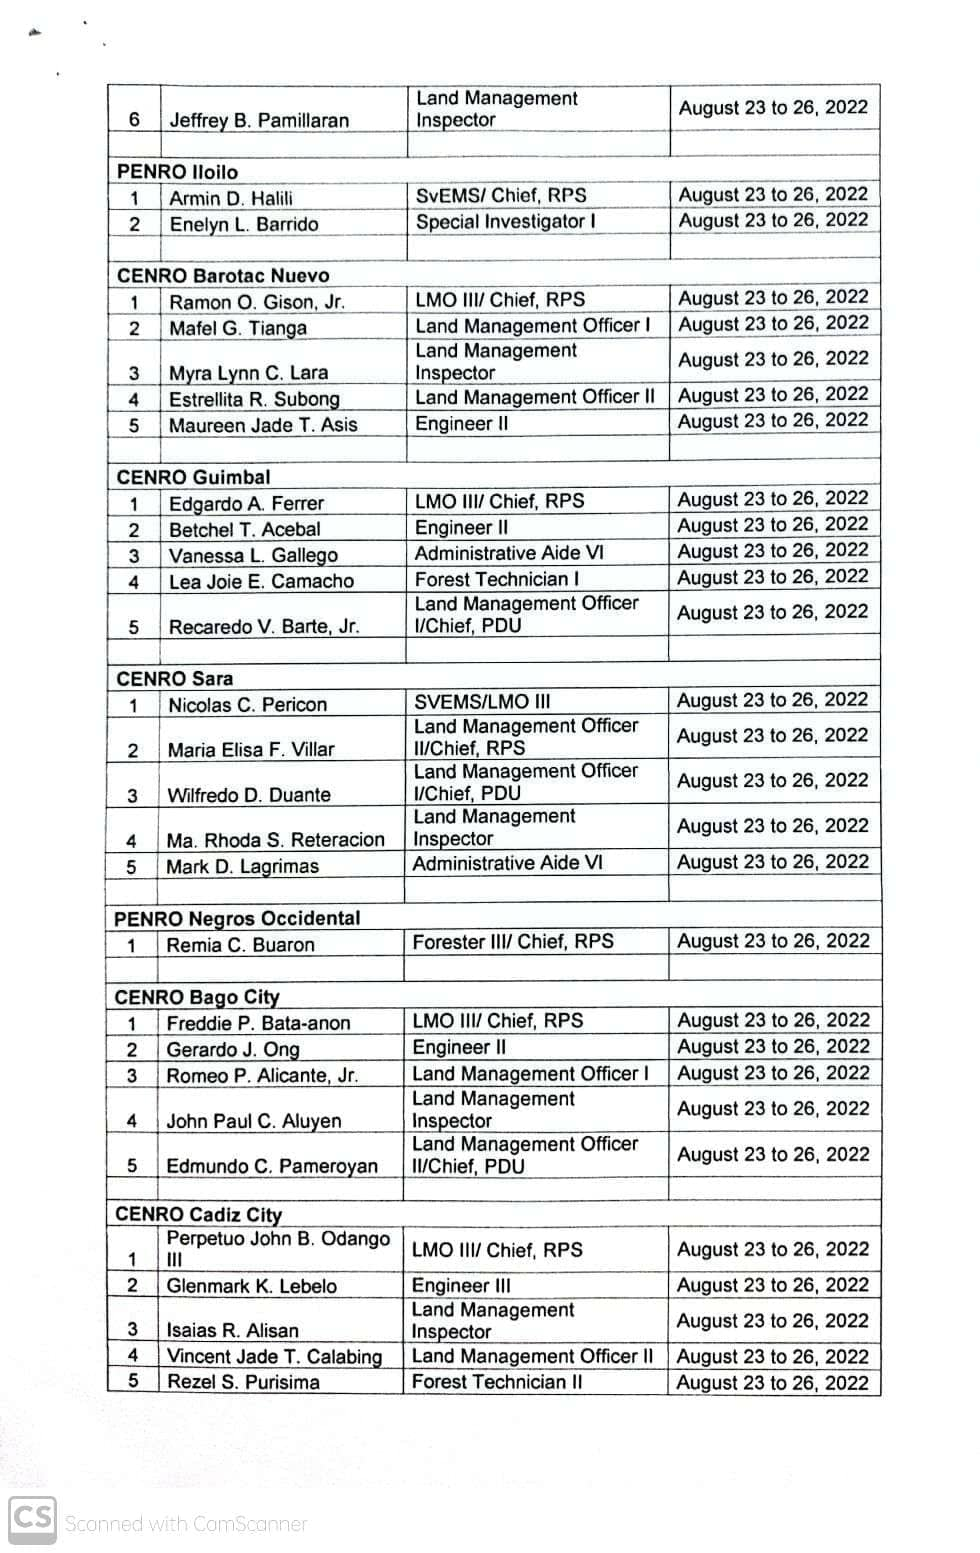 6 Jeffrey B. Pamillaran Land Management Inspector August 23 to 26, 2022
PENRO Iloilo
1 Armin D. Halili SvEMS/ Chief, RPS August 23 to 26, 2022
2 Enelyn L. Barrido Special Investigator I August 23 to 26, 2022
CENRO Barotac Nuevo
1 Ramon O. Gison, Jr. LMO III/ Chief, RPS August 23 to 26, 2022
2 Mafel G. Tianga Land Management Officer I August 23 to 26, 2022
3 Myra Lynn C. Lara Land Management Inspector August 23 to 26, 2022
4 Estrellita R. Subong Land Management Officer II August 23 to 26, 2022
5 Maureen Jade T. Asis Engineer II August 23 to 26, 2022
CENRO Guimbal
1 Edgardo A. Ferrer LMO III/ Chief, RPS August 23 to 26, 2022
2 Betchel T. Acebal Engineer II August 23 to 26, 2022
3 Vanessa L. Gallego Administrative Aide VI August 23 to 26, 2022
4 Lea Joie E. Camacho Forest Technician I August 23 to 26, 2022
5 Recaredo V. Barte, Jr. Land Management Officer I/Chief, PDU August 23 to 26, 2022
CENRO Sara
1 Nicolas C. Pericon SVEMS/LMO III August 23 to 26, 2022
2 Maria Elisa F. Villar Land Management Officer II/Chief, RPS August 23 to 26, 2022
3 Wilfredo D. Duante Land Management Officer I/Chief, PDU August 23 to 26, 2022
4 Ma. Rhoda S. Reteracion Land Management Inspector August 23 to 26, 2022
5 Mark D. Lagrimas Administrative Aide VI August 23 to 26, 2022
PENRO Negros Occidental
1 Remia C. Buaron Forester III/ Chief, RPS August 23 to 26, 2022
CENRO Bago City
1 Freddie P. Bata-anon LMO III/ Chief, RPS August 23 to 26, 2022
2 Gerardo J. Ong Engineer II August 23 to 26, 2022
3 Romeo P. Alicante, Jr. Land Management Officer I August 23 to 26, 2022
4 John Paul C. Aluyen Land Management Inspector August 23 to 26, 2022
5 Edmundo C. Pameroyan Land Management Officer II/Chief, PDU August 23 to 26, 2022
CENRO Cadiz City
1 Perpetuo John B. Odango III LMO III/ Chief, RPS August 23 to 26, 2022
2 Glenmark K. Lebelo Engineer III August 23 to 26, 2022
3 Isaias R. Alisan Land Management Inspector August 23 to 26, 2022
4 Vincent Jade T. Calabing Land Management Officer II August 23 to 26, 2022
5 Rezel S. Purisima Forest Technician II August 23 to 26, 2022
CS Scanned with CamScanner